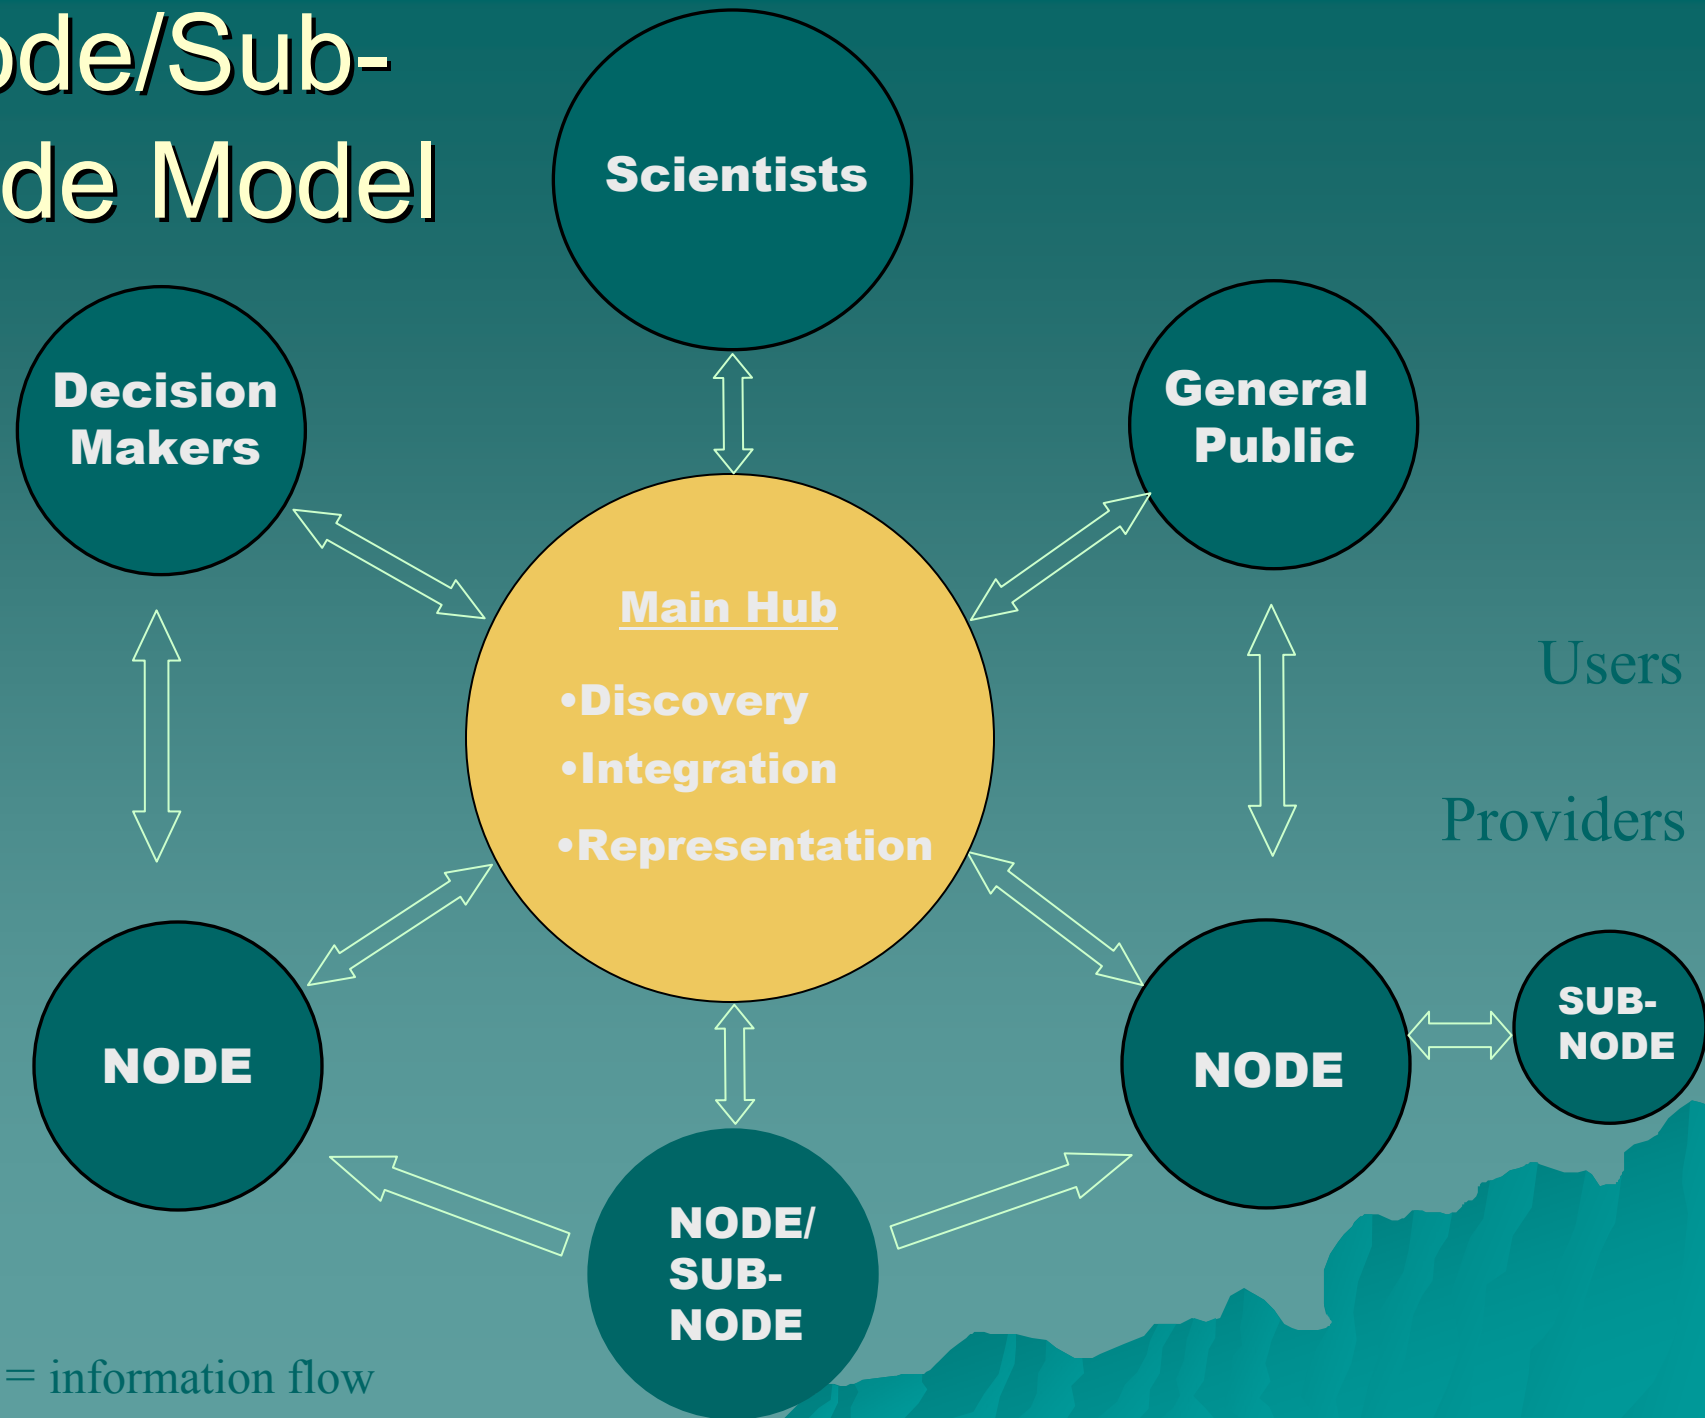 ode/Sub-
de Model
Scientists
Decision
Makers
General
Public
Main Hub
•Discovery
•Integration
•Representation
Users
Providers
NODE
NODE
SUB-
NODE
NODE/
SUB-
NODE
= information flow